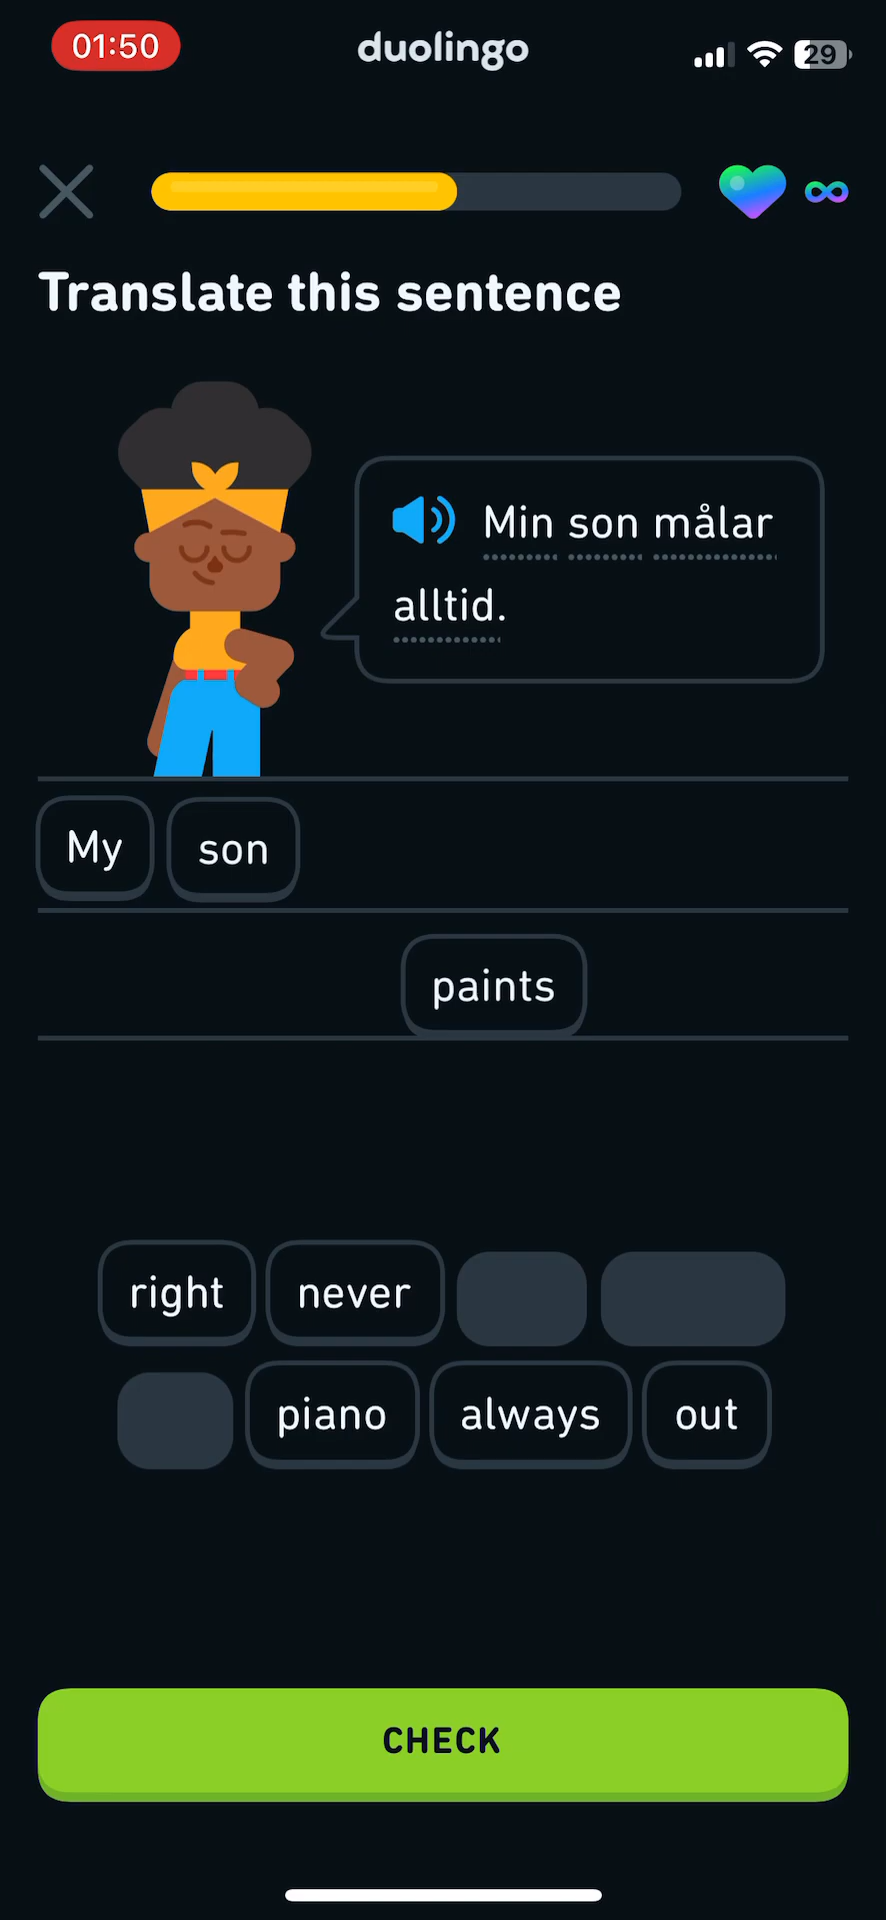 01:50 duolingo 29
Translate this sentence
Min son målar
alltid.
My son
paints
right never
piano always out
CHECK